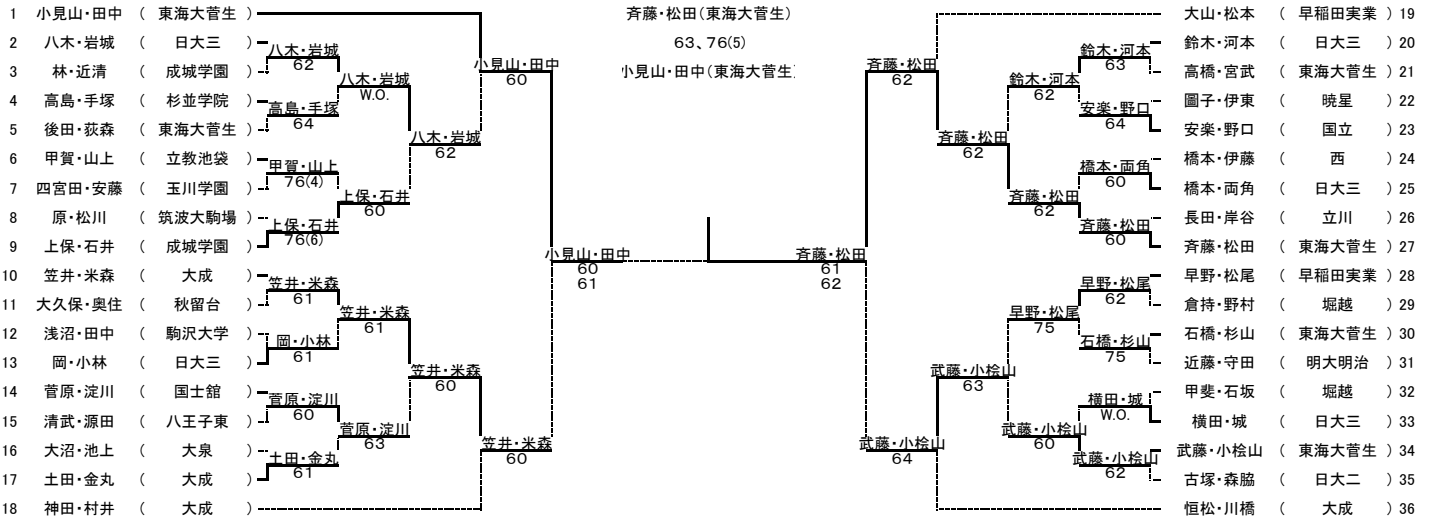 斉藤・松田(東海大菅生)
63、76(5)
小見山・田中(東海大菅生)
1 小見山・田中 ( 東海大菅生 )
2 八木・岩城 ( 日大三 )
3 林・近清 ( 成城学園 )
4 高島・手塚 ( 杉並学院 )
5 後田・荻森 ( 東海大菅生 )
6 甲賀・山上 ( 立教池袋 )
7 四宮田・安藤 ( 玉川学園 )
8 原・松川 ( 筑波大駒場 )
9 上保・石井 ( 成城学園 )
10 笠井・米森 ( 大成 )
11 大久保・奥住 ( 秋留台 )
12 浅沼・田中 ( 駒沢大学 )
13 岡・小林 ( 日大三 )
14 菅原・淀川 ( 国士舘 )
15 清武・源田 ( 八王子東 )
16 大沼・池上 ( 大泉 )
17 土田・金丸 ( 大成 )
18 神田・村井 ( 大成 )
八木・岩城
62
高島・手塚
64
甲賀・山上
76(4)
上保・石井
76(6)
笠井・米森
61
岡・小林
61
菅原・淀川
60
土田・金丸
61
八木・岩城
W.O.
上保・石井
60
笠井・米森
61
菅原・淀川
63
八木・岩城
62
笠井・米森
60
小見山・田中
60
笠井・米森
60
小見山・田中
60
61
斉藤・松田
61
62
斉藤・松田
62
武藤・小桧山
64
斉藤・松田
62
武藤・小桧山
63
鈴木・河本
62
斉藤・松田
62
早野・松尾
75
武藤・小桧山
60
鈴木・河本
63
安楽・野口
64
橋本・両角
60
斉藤・松田
60
早野・松尾
62
石橋・杉山
75
横田・城
W.O.
武藤・小桧山
62
大山・松本 ( 早稲田実業 ) 19
鈴木・河本 ( 日大三 ) 20
高橋・宮武 ( 東海大菅生 ) 21
圖子・伊東 ( 暁星 ) 22
安楽・野口 ( 国立 ) 23
橋本・伊藤 ( 西 ) 24
橋本・両角 ( 日大三 ) 25
長田・岸谷 ( 立川 ) 26
斉藤・松田 ( 東海大菅生 ) 27
早野・松尾 ( 早稲田実業 ) 28
倉持・野村 ( 堀越 ) 29
石橋・杉山 ( 東海大菅生 ) 30
近藤・守田 ( 明大明治 ) 31
甲斐・石坂 ( 堀越 ) 32
横田・城 ( 日大三 ) 33
武藤・小桧山 ( 東海大菅生 ) 34
古塚・森脇 ( 日大二 ) 35
恒松・川橋 ( 大成 ) 36